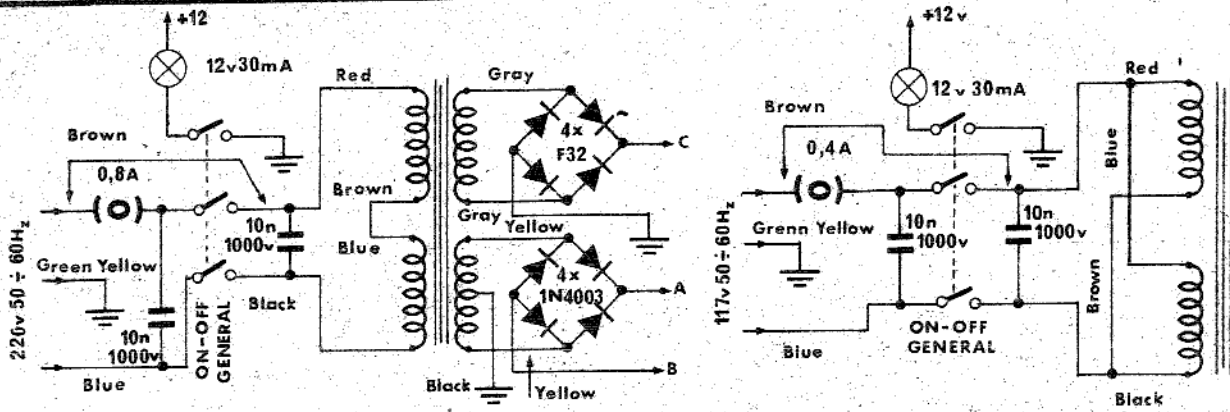 +12
12v30mA
Red
Gray
Brown
4x
F32
C
0,8A
Brown
Gray
Yellow
10n
1000v
Blue
Green Yellow
4x
1N4003
A
220v 50÷60Hz
Black
10n
1000v
ON-OFF
GENERAL
Blue
Black
Yellow
B
+12v
12v 30mA
Red
Brown
0,4A
Blue
10n
1000v
10n
1000v
Grenn Yellow
117v 50÷60Hz
Brown
ON-OFF
GENERAL
Blue
Black